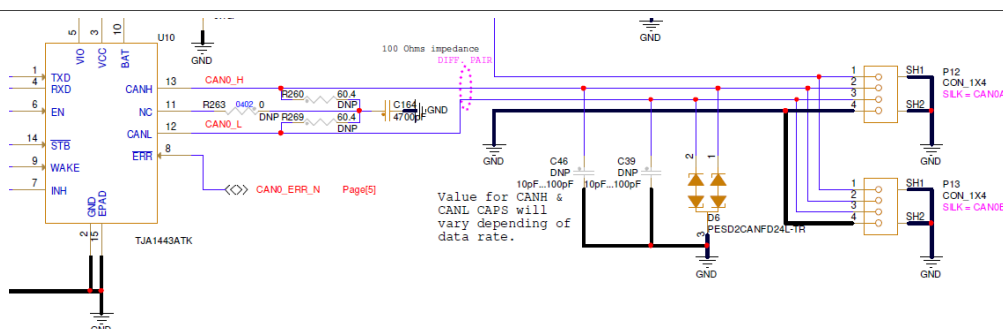 5
3
10
U10
VIO
VCC
BAT
GND
GND
100 Ohms impedance
DIFF. PAIR
1
TXD
4
RXD
6
EN
14
STB
9
WAKE
7
INH
CANH
13
CAN0_H
NC
11
CANL
12
CAN0_L
ERR
8
R260
60.4
DNP
R263
0402
0
DNP
R269
60.4
DNP
C164
4700pF
GND
CAN0_ERR_N
Page[5]
GND
EPAD
2
15
TJA1443ATK
GND
GND
C46
DNP
10pF...100pF
C39
DNP
10pF...100pF
Value for CANH &
CANL CAPS will
vary depending of
data rate.
2
1
D6
3
PESD2CANFD24L-TR
GND
1
2
3
4
SH1
SH2
P12
CON_1X4
SILK = CAN0A
GND
1
2
3
4
SH1
SH2
P13
CON_1X4
SILK = CAN0B
GND